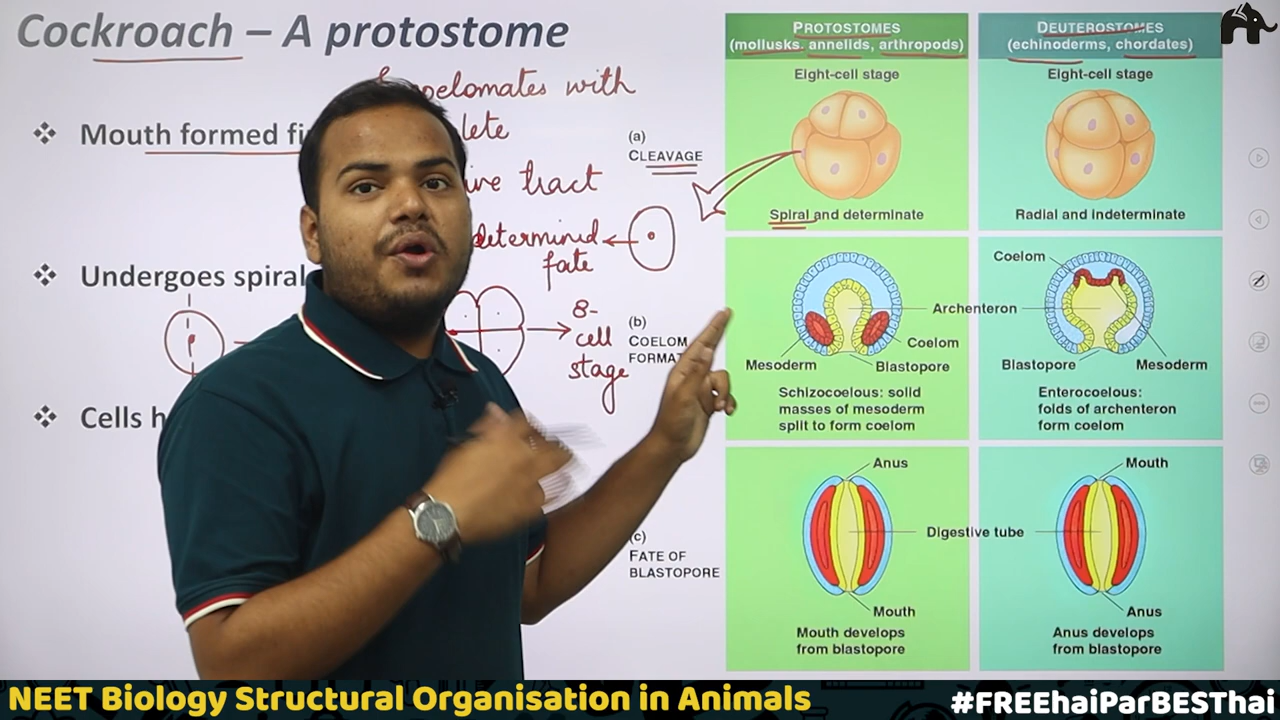 Cockroach – A protostome
coelomates with
Mouth formed
tract
determined
fate
Undergoes spiral
8-
cell
stage
Cells
PROTOSTOMES
(mollusks. annelids, arthropods)
DEUTEROSTOMES
(echinoderms, chordates)
(a)
CLEAVAGE
Eight-cell stage
Spiral and determinate
Eight-cell stage
Radial and indeterminate
(b)
COELOM
Mesoderm
Archenteron
Coelom
Blastopore
Schizocoelous: solid
masses of mesoderm
split to form coelom
Coelom
Blastopore
Mesoderm
Enterocoelous:
folds of archenteron
form coelom
(c)
FATE OF
BLASTOPORE
Anus
Digestive tube
Mouth
Mouth develops
from blastopore
Mouth
Anus
Anus develops
from blastopore
NEET Biology Structural Organisation in Animals
#FREEhaiParBESThai